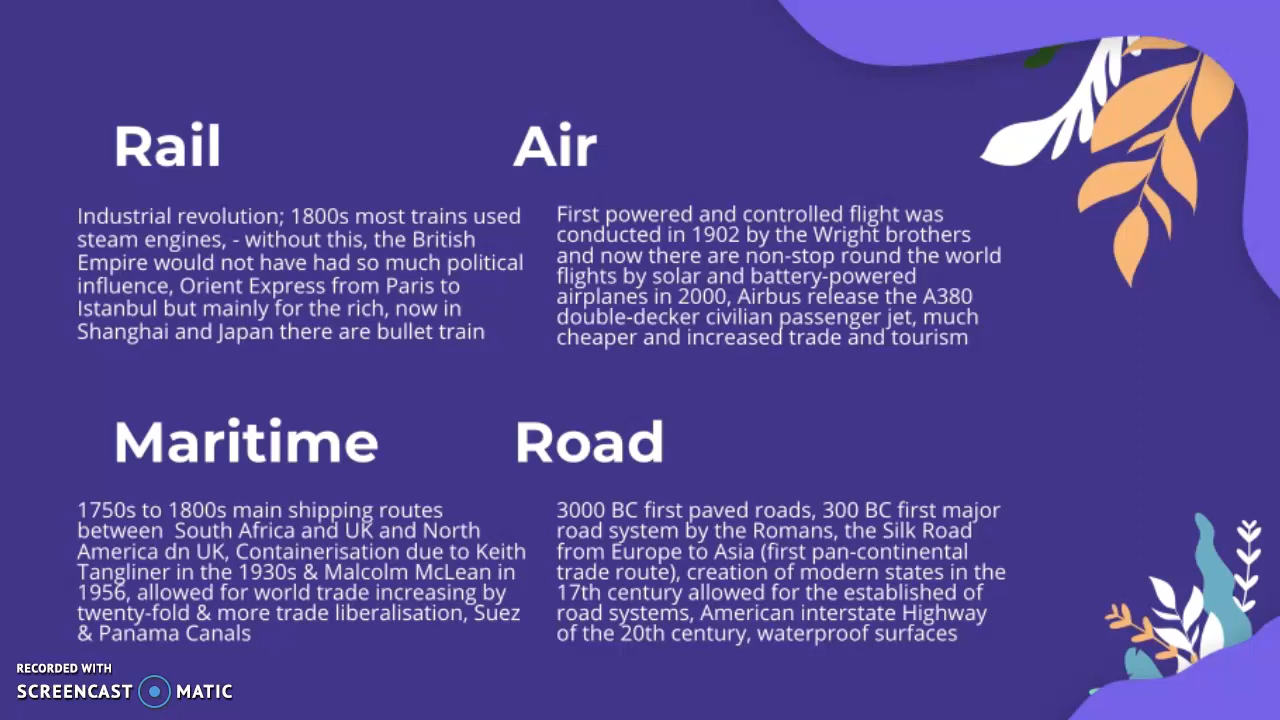 Rail
Industrial revolution; 1800s most trains used
steam engines, - without this, the British
Empire would not have had so much political
influence, Orient Express from Paris to
Istanbul but mainly for the rich, now in
Shanghai and Japan there are bullet train
Air
First powered and controlled flight was
conducted in 1902 by the Wright brothers
and now there are non-stop round the world
flights by solar and battery-powered
airplanes in 2000, Airbus release the A380
double-decker civilian passenger jet, much
cheaper and increased trade and tourism
Maritime
1750s to 1800s main shipping routes
between South Africa and UK and North
America dn UK, Containerisation due to Keith
Tangliner in the 1930s & Malcolm McLean in
1956, allowed for world trade increasing by
twenty-fold & more trade liberalisation, Suez
& Panama Canals
Road
3000 BC first paved roads, 300 BC first major
road system by the Romans, the Silk Road
from Europe to Asia (first pan-continental
trade route), creation of modern states in the
17th century allowed for the established of
road systems, American interstate Highway
of the 20th century, waterproof surfaces
RECORDED WITH
SCREENCAST MATIC